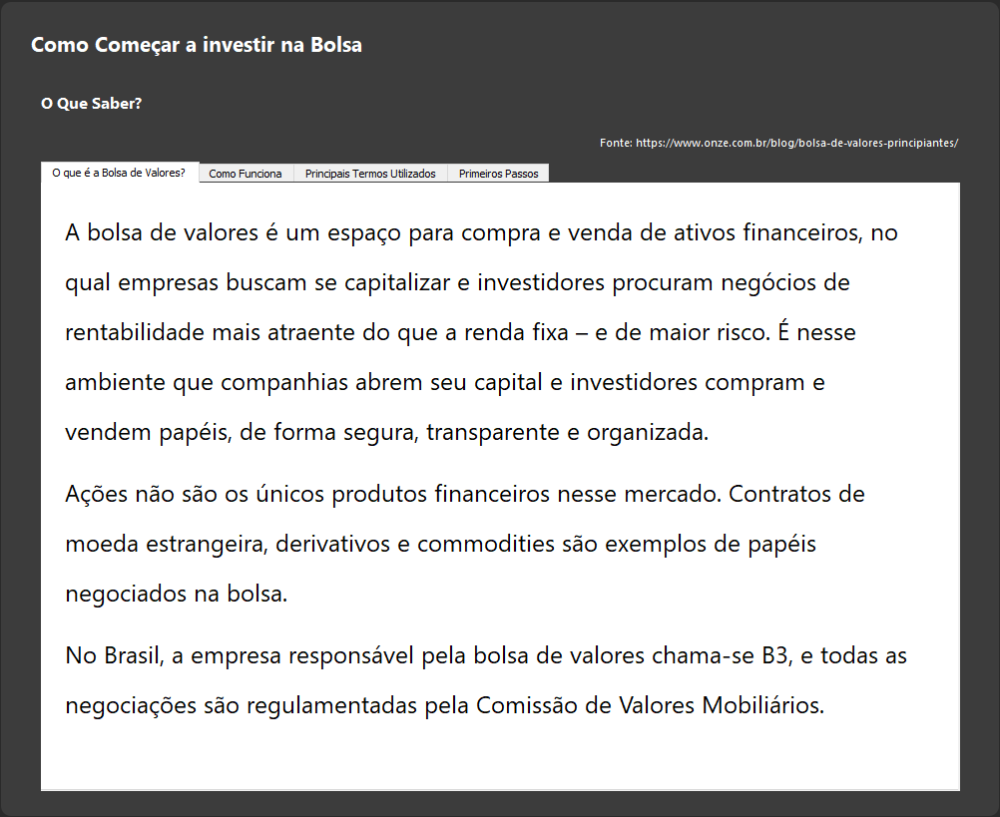 Como Começar a investir na Bolsa
O Que Saber?
Fonte: https://www.onze.com.br/blog/bolsa-de-valores-principiantes/
O que é a Bolsa de Valores? Como Funciona Principais Termos Utilizados Primeiros Passos
A bolsa de valores é um espaço para compra e venda de ativos financeiros, no
qual empresas buscam se capitalizar e investidores procuram negócios de
rentabilidade mais atraente do que a renda fixa – e de maior risco. É nesse
ambiente que companhias abrem seu capital e investidores compram e
vendem papéis, de forma segura, transparente e organizada.
Ações não são os únicos produtos financeiros nesse mercado. Contratos de
moeda estrangeira, derivativos e commodities são exemplos de papéis
negociados na bolsa.
No Brasil, a empresa responsável pela bolsa de valores chama-se B3, e todas as
negociações são regulamentadas pela Comissão de Valores Mobiliários.